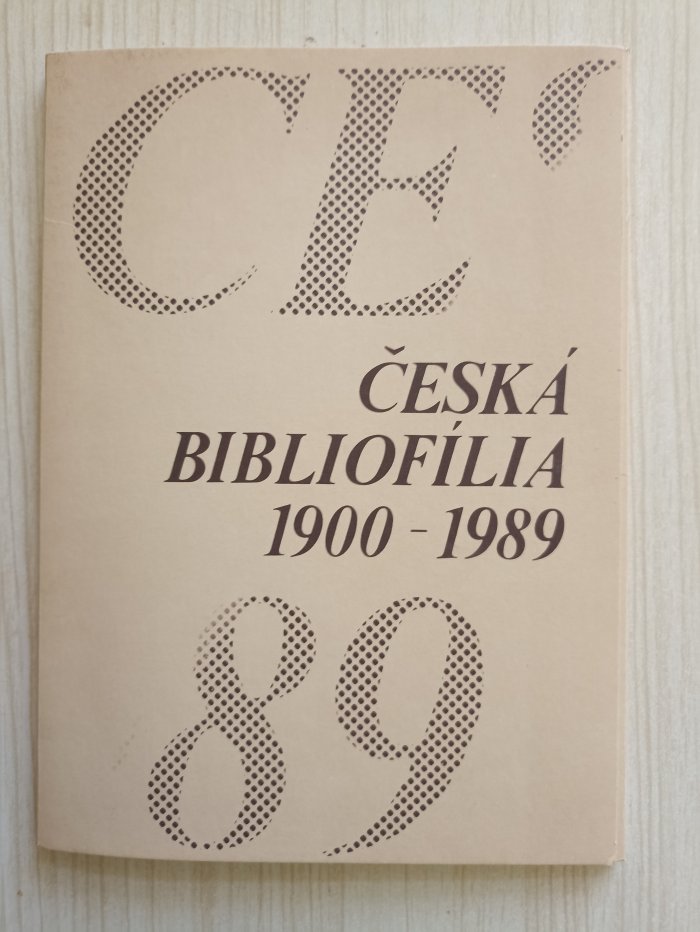 CE'
ČESKÁ
BIBLIOFÍLIA
1900 - 1989
89